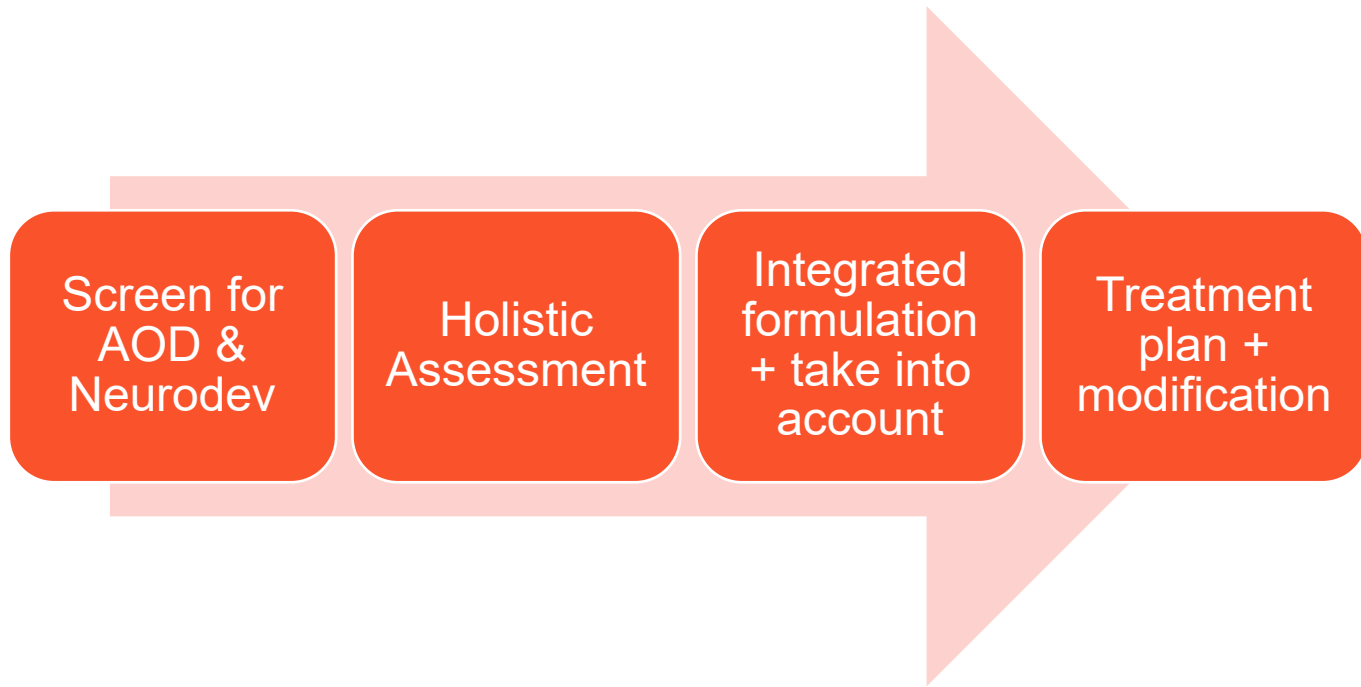 Screen for
AOD &
Neurodev
Holistic
Assessment
Integrated
formulation
+ take into
account
Treatment
plan +
modification